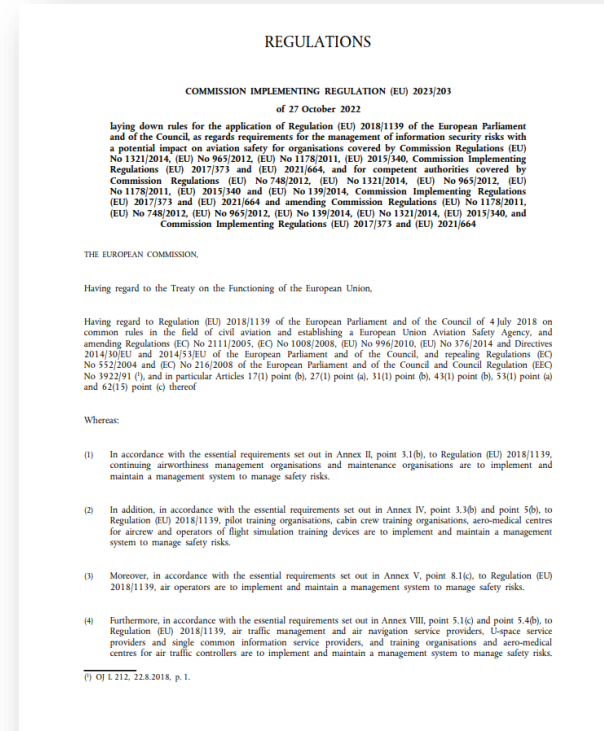 REGULATIONS
COMMISSION IMPLEMENTING REGULATION (EU) 2023/203
of 27 October 2022
laying down rules for the application of Regulation (EU) 2018/1139 of the European Parliament
and of the Council, as regards requirements for the management of information security risks with
a potential impact on aviation safety for organisations covered by Commission Regulations (EU)
No 1321/2014, (EU) No 965/2012, (EU) No 1178/2011, (EU) 2015/340, Commission Implementing
Regulations (EU) 2017/373 and (EU) 2021/664, and for competent authorities covered by
Commission Regulations (EU) No 748/2012, (EU) No 1321/2014, (EU) No 965/2012, (EU)
No 1178/2011, (EU) 2015/340 and (EU) No 139/2014, Commission Implementing Regulations
(EU) 2017/373 and (EU) 2021/664 and amending Commission Regulations (EU) No 1178/2011,
(EU) No 748/2012, (EU) No 965/2012, (EU) No 139/2014, (EU) No 1321/2014, (EU) 2015/340, and
Commission Implementing Regulations (EU) 2017/373 and (EU) 2021/664
THE EUROPEAN COMMISSION,
Having regard to the Treaty on the Functioning of the European Union,
Having regard to Regulation (EU) 2018/1139 of the European Parliament and of the Council of 4 July 2018 on
common rules in the field of civil aviation and establishing a European Union Aviation Safety Agency, and
amending Regulations (EC) No 2111/2005, (EC) No 1008/2008, (EU) No 996/2010, (EU) No 376/2014 and Directives
2014/30/EU and 2014/53/EU of the European Parliament and of the Council, and repealing Regulations (EC)
No 552/2004 and (EC) No 216/2008 of the European Parliament and of the Council and Council Regulation (EEC)
No 3922/91 (¹), and in particular Articles 17(1) point (b), 27(1) point (a), 31(1) point (b), 43(1) point (b), 53(1) point (a)
and 62(15) point (c) thereof
Whereas:
(1) In accordance with the essential requirements set out in Annex II, point 3.1(b), to Regulation (EU) 2018/1139,
continuing airworthiness management organisations and maintenance organisations are to implement and
maintain a management system to manage safety risks.
(2) In addition, in accordance with the essential requirements set out in Annex IV, point 3.3(b) and point 5(b), to
Regulation (EU) 2018/1139, pilot training organisations, cabin crew training organisations, aero-medical centres
for aircrew and operators of flight simulation training devices are to implement and maintain a management
system to manage safety risks.
(3) Moreover, in accordance with the essential requirements set out in Annex V, point 8.1(c), to Regulation (EU)
2018/1139, air operators are to implement and maintain a management system to manage safety risks.
(4) Furthermore, in accordance with the essential requirements set out in Annex VIII, point 5.1(c) and point 5.4(b), to
Regulation (EU) 2018/1139, air traffic management and air navigation service providers, U-space service
providers and single common information service providers, and training organisations and aero-medical
centres for air traffic controllers are to implement and maintain a management system to manage safety risks.
(¹) OJ L 212, 22.8.2018, p. 1.